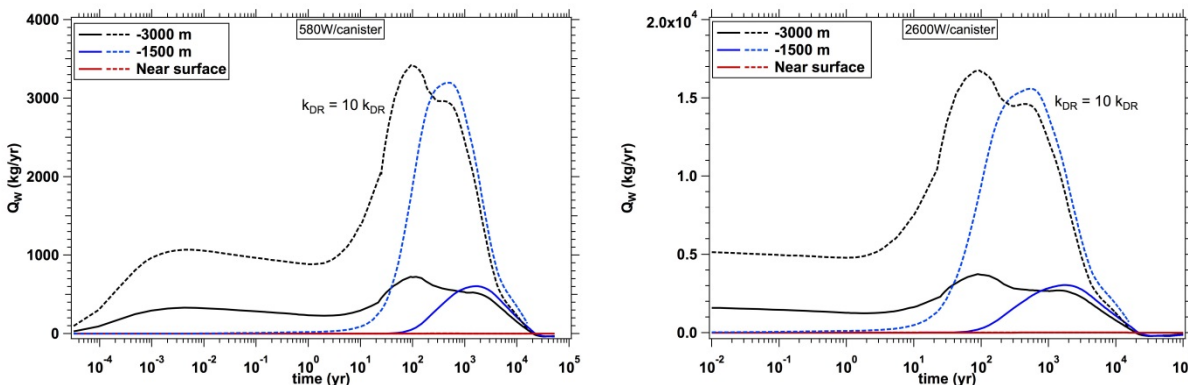 4000
3000
2000
1000
0
Q_W (kg/yr)
580W/canister
-3000 m
-1500 m
Near surface
k_DR = 10 k_DR
10^-4 10^-3 10^-2 10^-1 10^0 10^1 10^2 10^3 10^4 10^5
time (yr)
2.0x10^4
1.5
1.0
0.5
0.0
Q_W (kg/yr)
2600W/canister
-3000 m
-1500 m
Near surface
k_DR = 10 k_DR
10^-2 10^-1 10^0 10^1 10^2 10^3 10^4 10^5
time (yr)